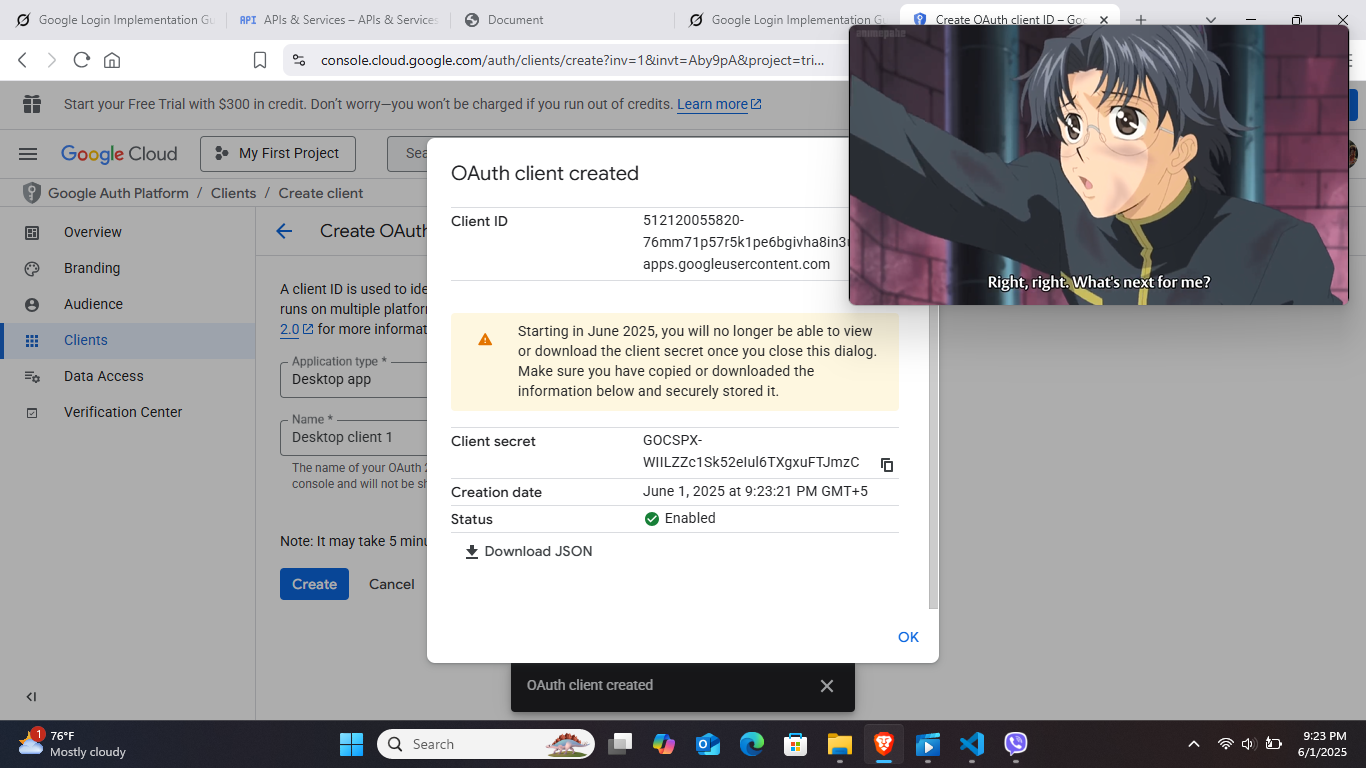 Google Login Implementation Gu
APIs & Services – APIs & Services
Document
Google Login Implementation Gu
Create OAuth client ID – Goo
console.cloud.google.com/auth/clients/create?inv=1&invt=Aby9pA&project=tri...
animepahe
Start your Free Trial with $300 in credit. Don't worry—you won't be charged if you run out of credits. Learn more
Google Cloud
My First Project
Sea
Google Auth Platform / Clients / Create client
Overview
Branding
Audience
Clients
Data Access
Verification Center
Create OAuth
A client ID is used to ide
runs on multiple platfor
2.0 for more informat
Application type *
Desktop app
Name *
Desktop client 1
The name of your OAuth 2
console and will not be sh
Note: It may take 5 minu
Create
Cancel
OAuth client created
Client ID
512120055820-
76mm71p57r5k1pe6bgivha8in3
apps.googleusercontent.com
Right, right. What's next for me?
Starting in June 2025, you will no longer be able to view
or download the client secret once you close this dialog.
Make sure you have copied or downloaded the
information below and securely stored it.
Client secret
GOCSPX-
WIILZZc1Sk52eIul6TXgxuFTJmzC
Creation date
June 1, 2025 at 9:23:21 PM GMT+5
Status
Enabled
Download JSON
OK
OAuth client created
1
76°F
Mostly cloudy
Search
9:23 PM
6/1/2025